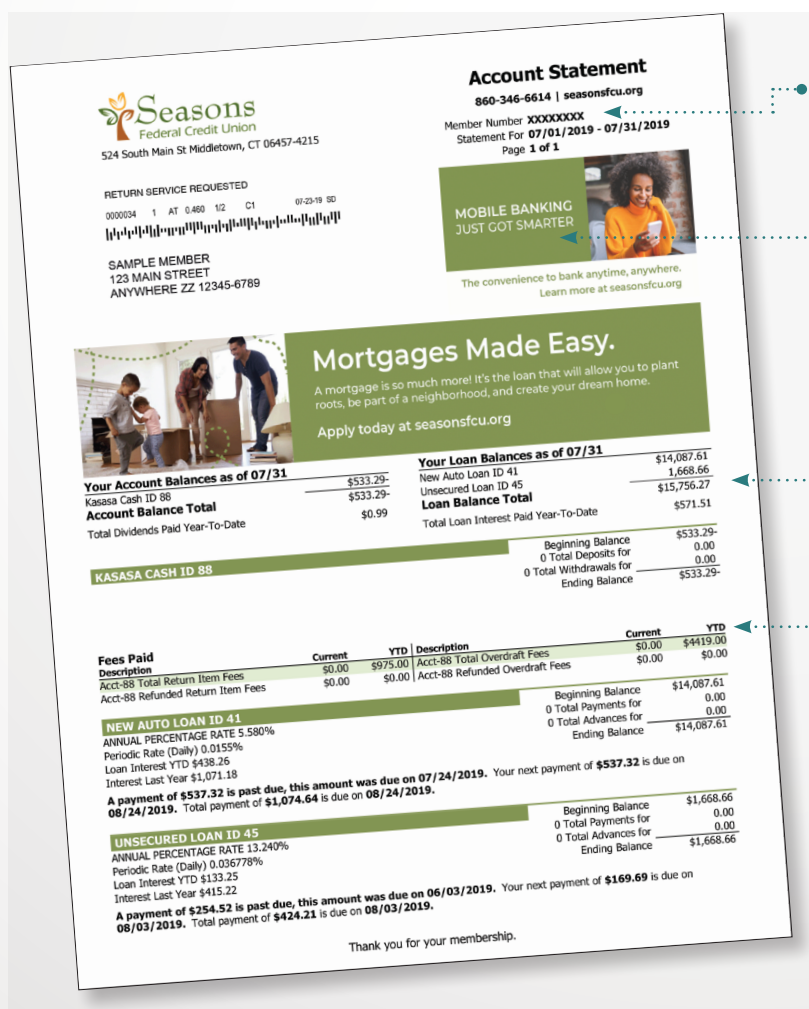 Seasons
Federal Credit Union
524 South Main St Middletown, CT 06457-4215
Account Statement
860-346-6614 | seasonsfcu.org
Member Number XXXXXXXX
Statement For 07/01/2019 - 07/31/2019
Page 1 of 1
RETURN SERVICE REQUESTED
0000034 1 AT 0.460 1/2 C1 07-23-19 SD
SAMPLE MEMBER
123 MAIN STREET
ANYWHERE ZZ 12345-6789
MOBILE BANKING
JUST GOT SMARTER
The convenience to bank anytime, anywhere.
Learn more at seasonsfcu.org
Mortgages Made Easy.
A mortgage is so much more! It's the loan that will allow you to plant
roots, be part of a neighborhood, and create your dream home.
Apply today at seasonsfcu.org
Your Account Balances as of 07/31
Kasasa Cash ID 88 $533.29-
Account Balance Total $533.29-
Total Dividends Paid Year-To-Date $0.99
Your Loan Balances as of 07/31
New Auto Loan ID 41 $14,087.61
Unsecured Loan ID 45 1,668.66
Loan Balance Total $15,756.27
Total Loan Interest Paid Year-To-Date $571.51
KASASA CASH ID 88
Beginning Balance $533.29-
0 Total Deposits for 0.00
0 Total Withdrawals for 0.00
Ending Balance $533.29-
Fees Paid
Description Current YTD Description Current YTD
Acct-88 Total Return Item Fees $0.00 $975.00 Acct-88 Total Overdraft Fees $0.00 $4419.00
Acct-88 Refunded Return Item Fees $0.00 $0.00 Acct-88 Refunded Overdraft Fees $0.00 $0.00
NEW AUTO LOAN ID 41
ANNUAL PERCENTAGE RATE 5.580%
Periodic Rate (Daily) 0.0155%
Loan Interest YTD $438.26
Interest Last Year $1,071.18
Beginning Balance $14,087.61
0 Total Payments for 0.00
0 Total Advances for 0.00
Ending Balance $14,087.61
A payment of $537.32 is past due, this amount was due on 07/24/2019. Your next payment of $537.32 is due on
08/24/2019. Total payment of $1,074.64 is due on 08/24/2019.
UNSECURED LOAN ID 45
ANNUAL PERCENTAGE RATE 13.240%
Periodic Rate (Daily) 0.036778%
Loan Interest YTD $133.25
Interest Last Year $415.22
Beginning Balance $1,668.66
0 Total Payments for 0.00
0 Total Advances for 0.00
Ending Balance $1,668.66
A payment of $254.52 is past due, this amount was due on 06/03/2019. Your next payment of $169.69 is due on
08/03/2019. Total payment of $424.21 is due on 08/03/2019.
Thank you for your membership.